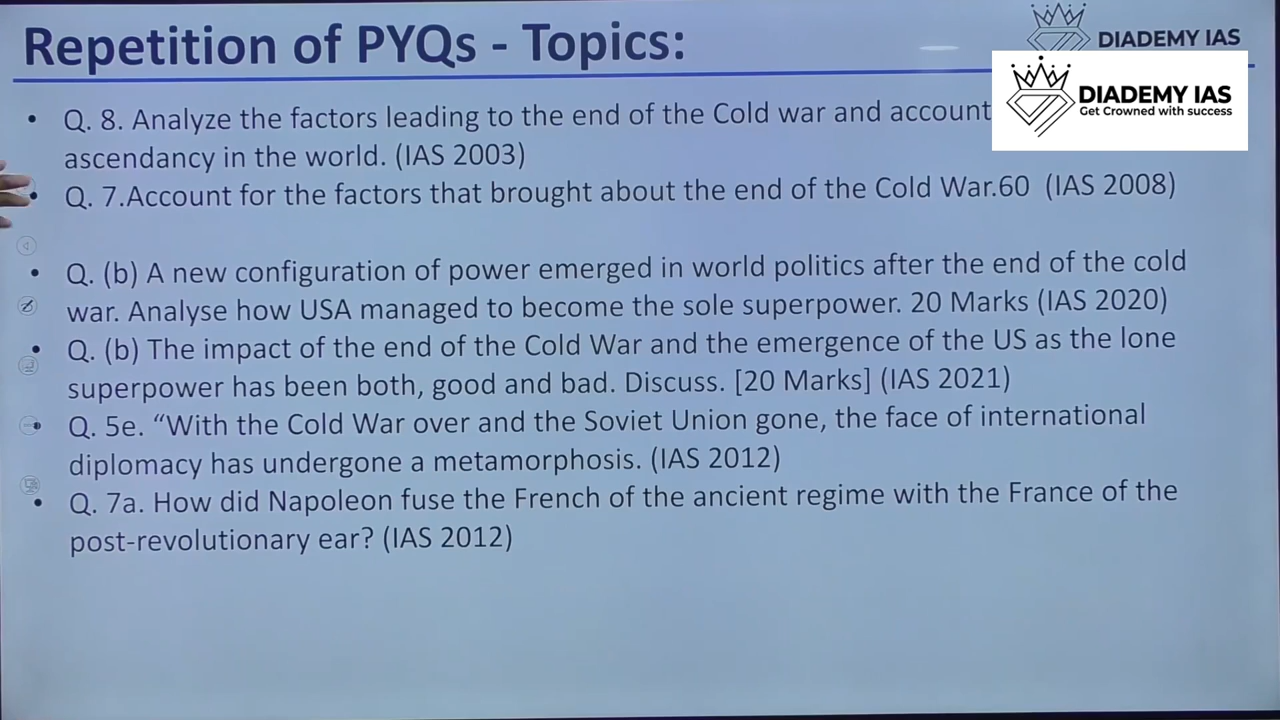 Repetition of PYQs - Topics:
DIADEMY IAS
DIADEMY IAS
Get Crowned with success
• Q. 8. Analyze the factors leading to the end of the Cold war and account
ascendancy in the world. (IAS 2003)
• Q. 7.Account for the factors that brought about the end of the Cold War.60 (IAS 2008)
• Q. (b) A new configuration of power emerged in world politics after the end of the cold
war. Analyse how USA managed to become the sole superpower. 20 Marks (IAS 2020)
• Q. (b) The impact of the end of the Cold War and the emergence of the US as the lone
superpower has been both, good and bad. Discuss. [20 Marks] (IAS 2021)
• Q. 5e. “With the Cold War over and the Soviet Union gone, the face of international
diplomacy has undergone a metamorphosis. (IAS 2012)
• Q. 7a. How did Napoleon fuse the French of the ancient regime with the France of the
post-revolutionary ear? (IAS 2012)